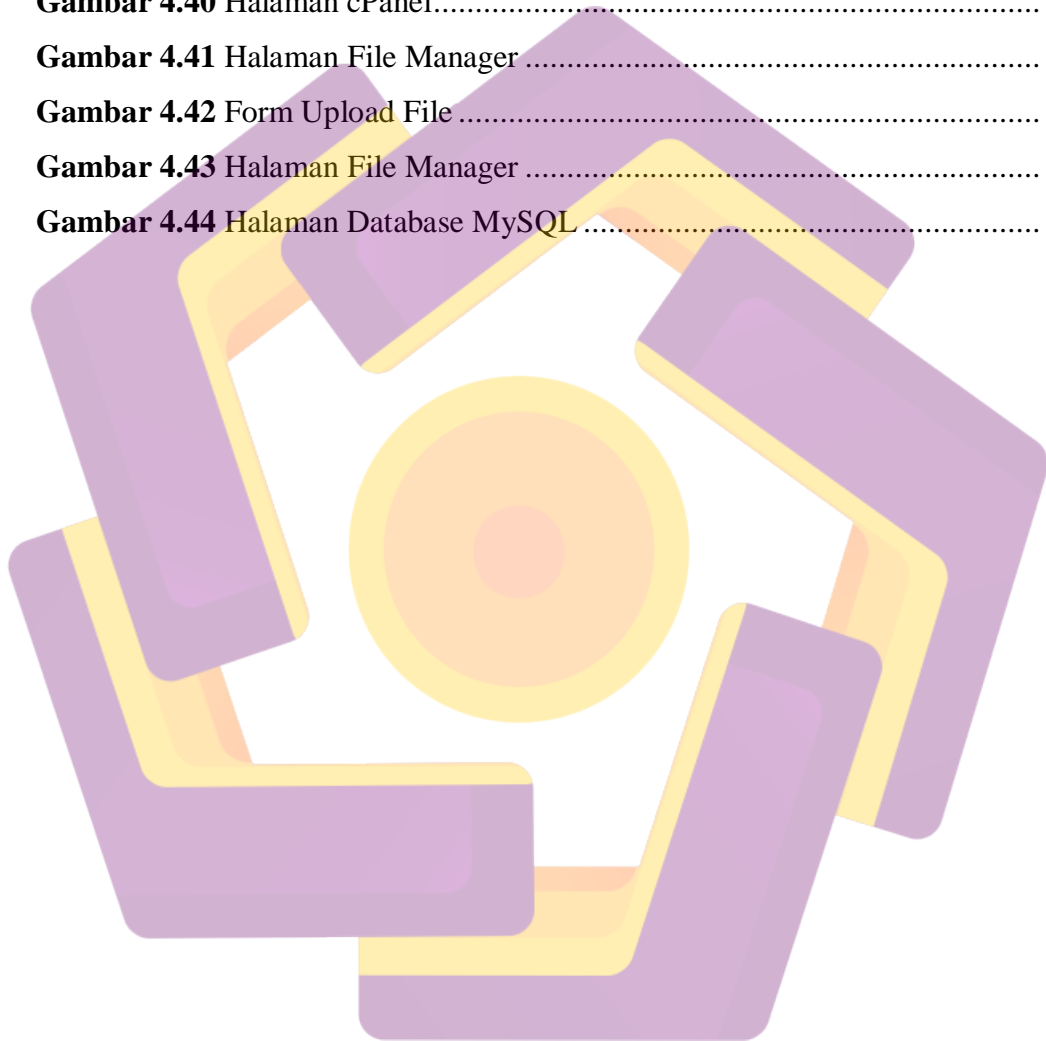 Gambar 4.40 Halaman cPanel..............................................................................
Gambar 4.41 Halaman File Manager ..................................................................
Gambar 4.42 Form Upload File ...........................................................................
Gambar 4.43 Halaman File Manager ..................................................................
Gambar 4.44 Halaman Database MySQL ...........................................................